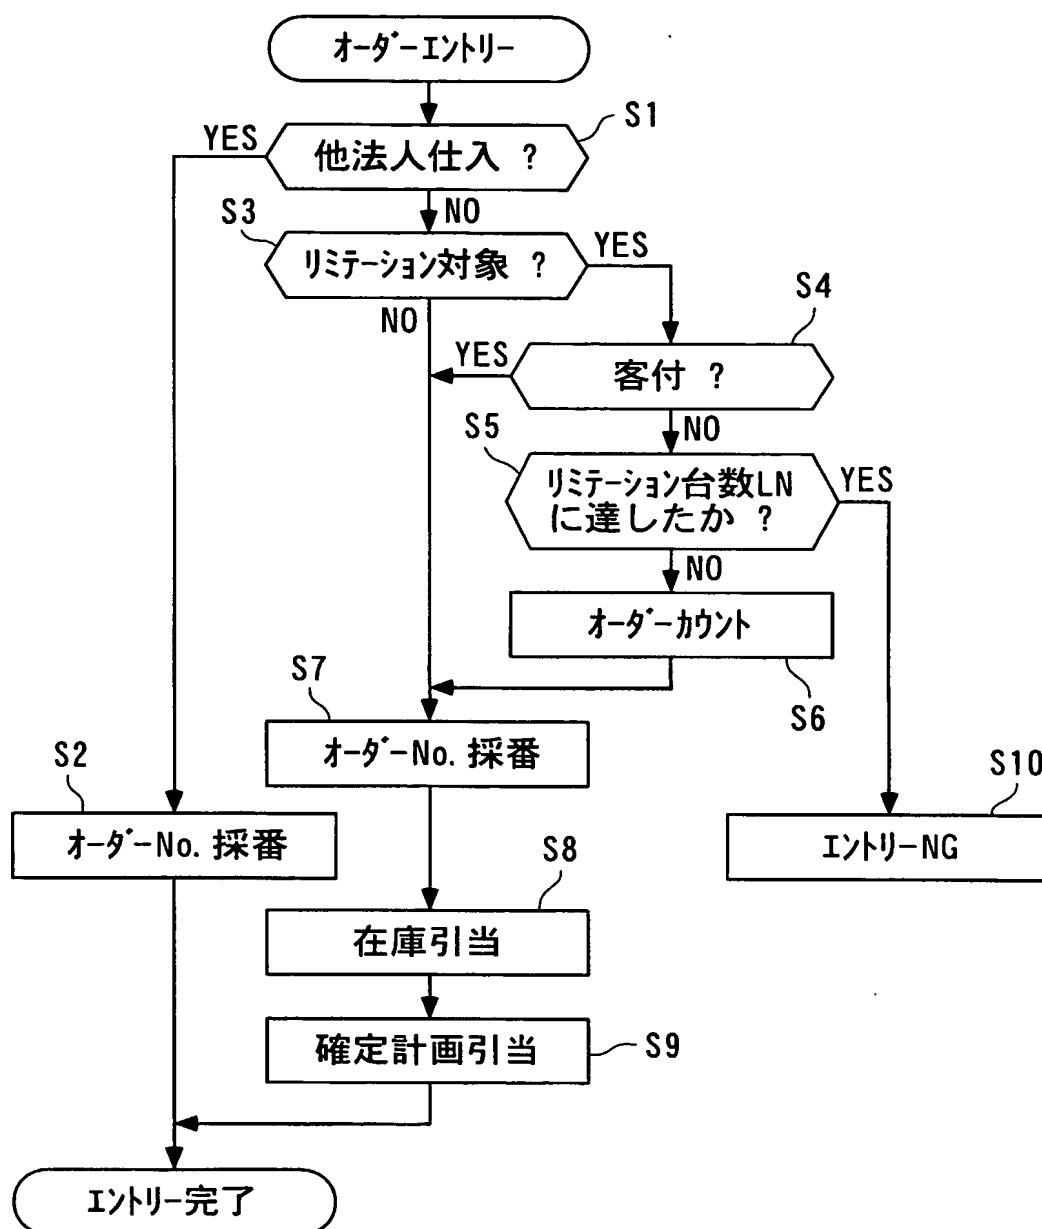 ｵｰﾀﾞｰｴﾝﾄﾘｰ
S1
YES
他法人仕入 ?
NO
S3
ﾘﾐﾃｰｼｮﾝ対象 ?
YES
NO
S4
YES
客付 ?
NO
S5
ﾘﾐﾃｰｼｮﾝ台数LN
に達したか ?
YES
NO
ｵｰﾀﾞｰｶｳﾝﾄ
S6
S7
ｵｰﾀﾞｰNo. 採番
S2
ｵｰﾀﾞｰNo. 採番
S10
ｴﾝﾄﾘｰNG
S8
在庫引当
確定計画引当
S9
ｴﾝﾄﾘｰ完了